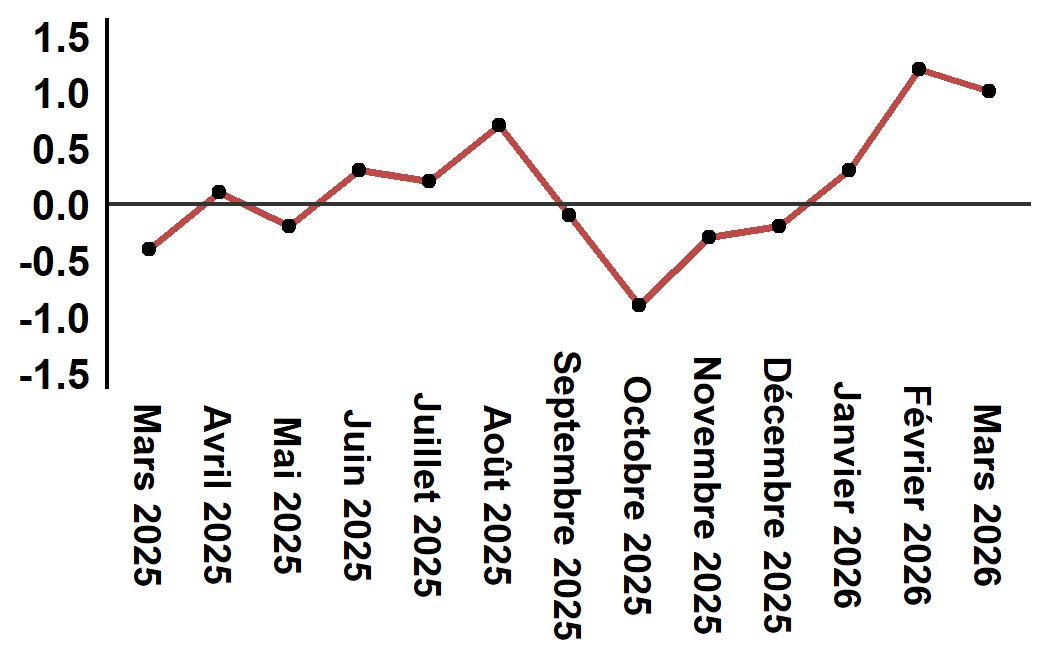 1.5
1.0
0.5
0.0
-0.5
-1.0
-1.5
Mars 2025
Avril 2025
Mai 2025
Juin 2025
Juillet 2025
Août 2025
Septembre 2025
Octobre 2025
Novembre 2025
Décembre 2025
Janvier 2026
Février 2026
Mars 2026